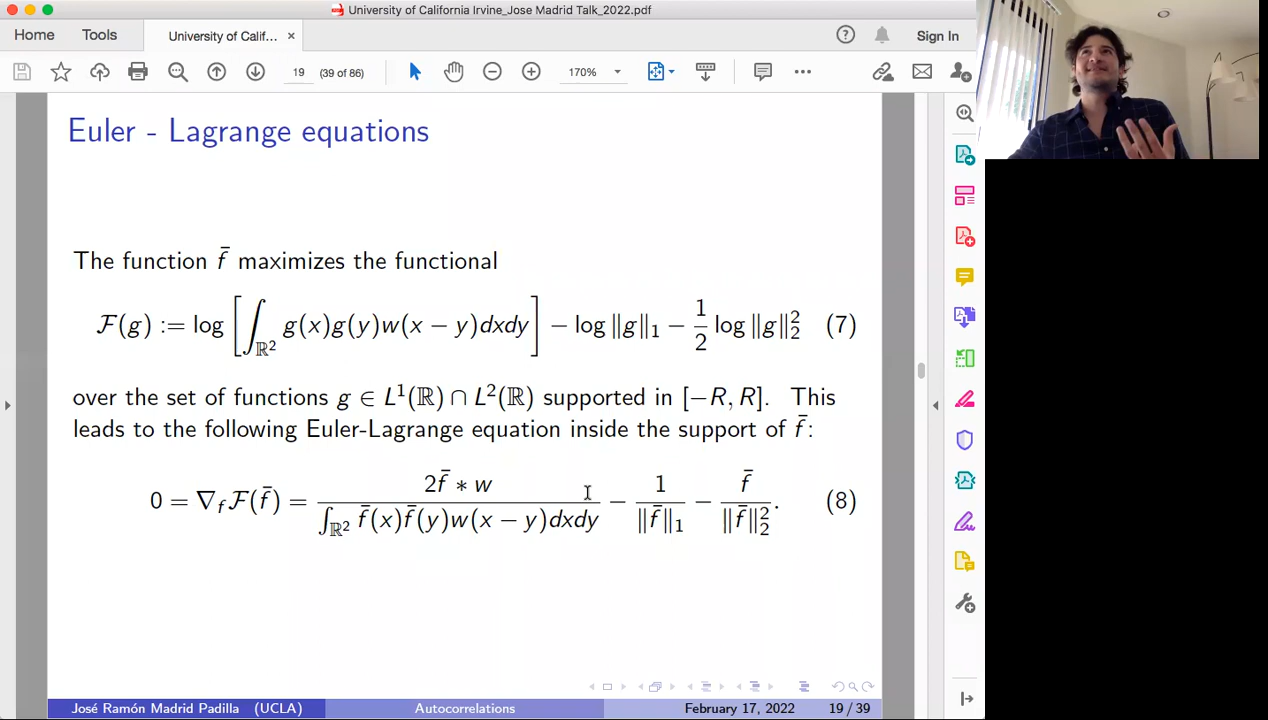 University of California Irvine_Jose Madrid Talk_2022.pdf
Home Tools University of Calif... × Sign In
19 (39 of 86) 170%
Euler - Lagrange equations
The function f̄ maximizes the functional
ℱ(g) := log [∫_{ℝ²} g(x)g(y)w(x − y)dxdy] − log ‖g‖₁ − 1/2 log ‖g‖₂² (7)
over the set of functions g ∈ L¹(ℝ) ∩ L²(ℝ) supported in [−R, R]. This
leads to the following Euler-Lagrange equation inside the support of f̄:
0 = ∇_f ℱ(f̄) = 2f̄ ∗ w / ∫_{ℝ²} f̄(x)f̄(y)w(x − y)dxdy − 1/‖f̄‖₁ − f̄/‖f̄‖₂². (8)
José Ramón Madrid Padilla (UCLA) Autocorrelations February 17, 2022 19 / 39